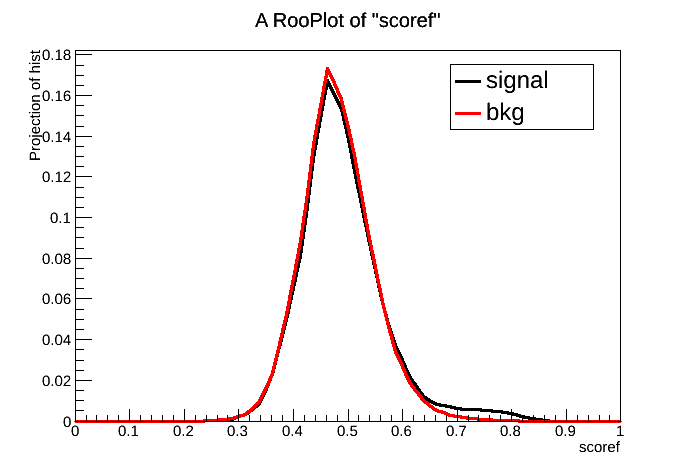 A RooPlot of "scoref"
Projection of hist
0.18
0.16
0.14
0.12
0.1
0.08
0.06
0.04
0.02
0
signal
bkg
0 0.1 0.2 0.3 0.4 0.5 0.6 0.7 0.8 0.9 1
scoref